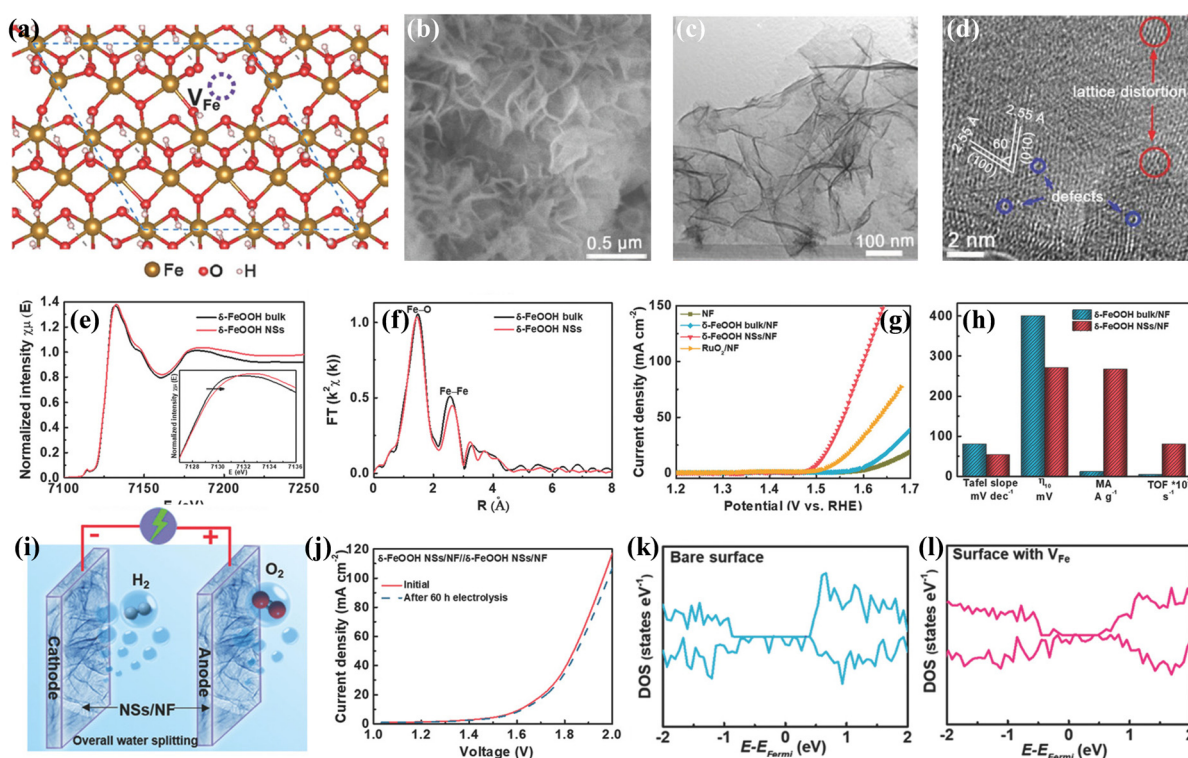 (a)
V_Fe
Fe O H
(b)
0.5 μm
(c)
100 nm
(d)
lattice distortion
2.55 Å
2.55 Å
60
(100)
(010)
defects
2 nm
(e)
Normalized intensity χμ (E)
1.4
1.2
1.0
0.8
0.6
0.4
0.2
0.0
δ-FeOOH bulk
δ-FeOOH NSs
Normalized intensity χμ (E)
7128 7130 7132 7134 7136
E (eV)
7100 7150 7200 7250
(f)
FT (k²χ (k))
1.0
0.5
0.0
Fe–O
Fe–Fe
δ-FeOOH bulk
δ-FeOOH NSs
0 2 4 6 8
R (Å)
(g)
Current density (mA cm⁻²)
150
100
50
0
NF
δ-FeOOH bulk/NF
δ-FeOOH NSs/NF
RuO₂/NF
1.2 1.3 1.4 1.5 1.6 1.7
Potential (V vs. RHE)
(h)
400
300
200
100
0
δ-FeOOH bulk/NF
δ-FeOOH NSs/NF
Tafel slope
mV dec⁻¹
η₁₀
mV
MA
A g⁻¹
s⁻¹
(i)
- +
H₂
O₂
Cathode
Anode
NSs/NF
Overall water splitting
(j)
Current density (mA cm⁻²)
120
100
80
60
40
20
0
δ-FeOOH NSs/NF//δ-FeOOH NSs/NF
Initial
After 60 h electrolysis
1.0 1.2 1.4 1.6 1.8 2.0
Voltage (V)
(k)
Bare surface
DOS (states eV⁻¹)
-2 -1 0 1 2
E-E_Fermi (eV)
(l)
Surface with V_Fe
DOS (states eV⁻¹)
-2 -1 0 1 2
E-E_Fermi (eV)